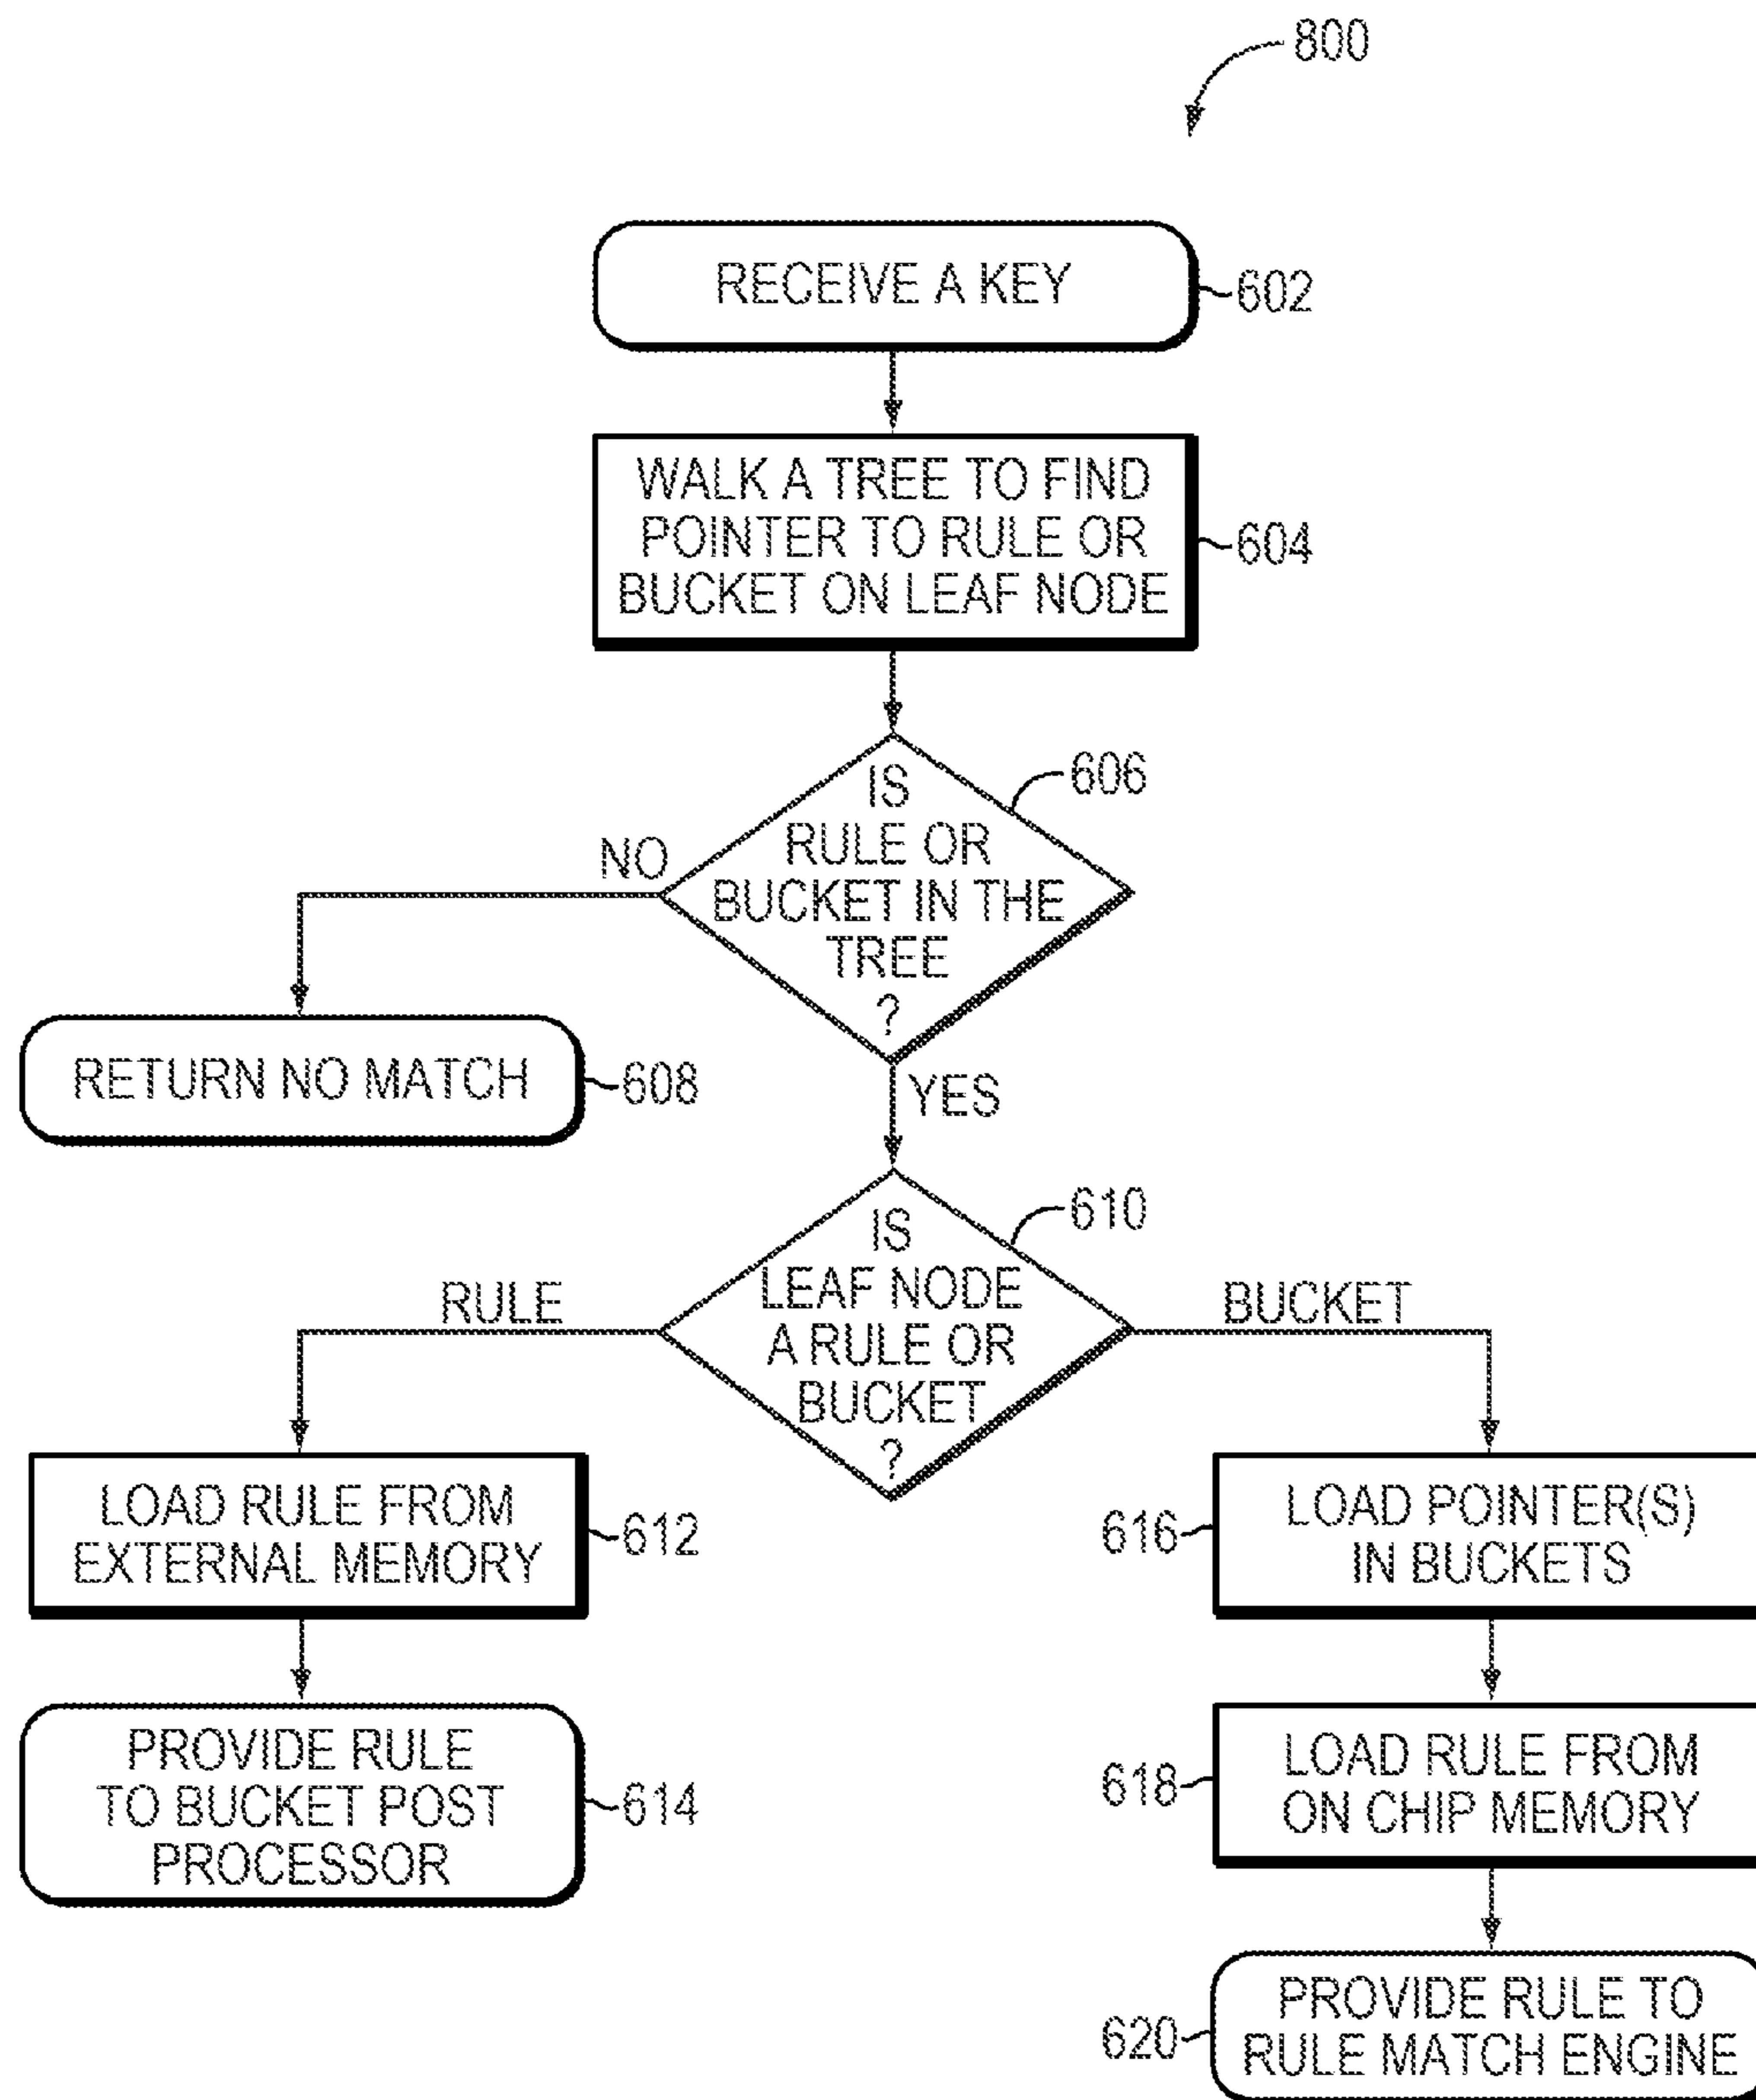 800
RECEIVE A KEY
602
WALK A TREE TO FIND
POINTER TO RULE OR
BUCKET ON LEAF NODE
604
606
IS
RULE OR
BUCKET IN THE
TREE
?
NO
RETURN NO MATCH
608
YES
610
IS
LEAF NODE
A RULE OR
BUCKET
?
RULE
BUCKET
LOAD RULE FROM
EXTERNAL MEMORY
612
616
LOAD POINTER(S)
IN BUCKETS
PROVIDE RULE
TO BUCKET POST
PROCESSOR
614
618
LOAD RULE FROM
ON CHIP MEMORY
620
PROVIDE RULE TO
RULE MATCH ENGINE